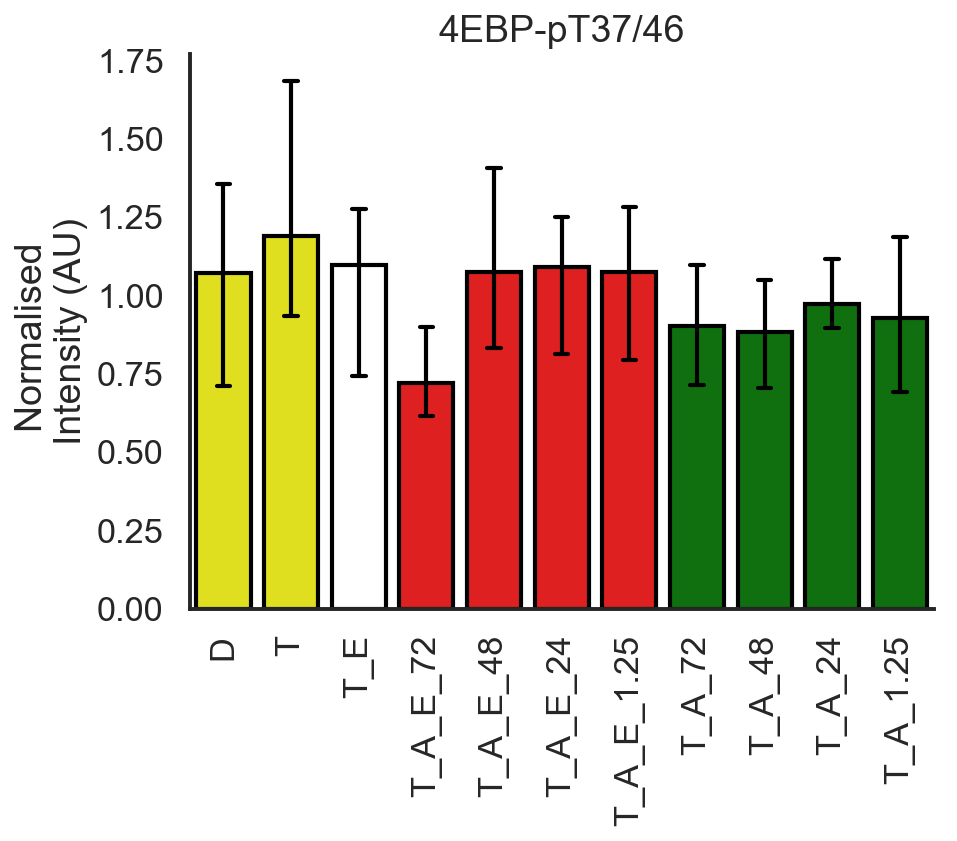 4EBP-pT37/46
Normalised
Intensity (AU)
1.75
1.50
1.25
1.00
0.75
0.50
0.25
0.00
D
T
T_E
T_A_E_72
T_A_E_48
T_A_E_24
T_A_E_1.25
T_A_72
T_A_48
T_A_24
T_A_1.25